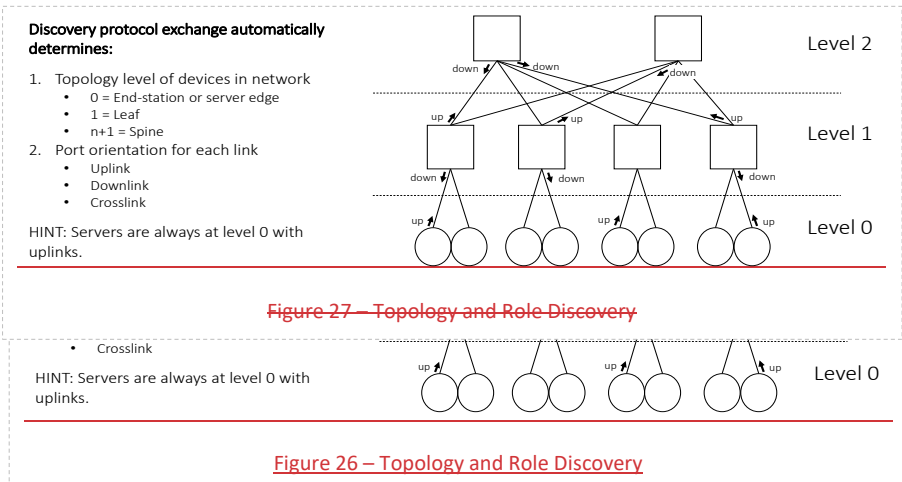 Discovery protocol exchange automatically
determines:
1. Topology level of devices in network
• 0 = End-station or server edge
• 1 = Leaf
• n+1 = Spine
2. Port orientation for each link
• Uplink
• Downlink
• Crosslink
HINT: Servers are always at level 0 with
uplinks.
Level 2
down
down
down
up
up
up
Level 1
down
down
down
up
up
up
Level 0
Figure 27 – Topology and Role Discovery
• Crosslink
HINT: Servers are always at level 0 with
uplinks.
up
up
up
Level 0
Figure 26 – Topology and Role Discovery